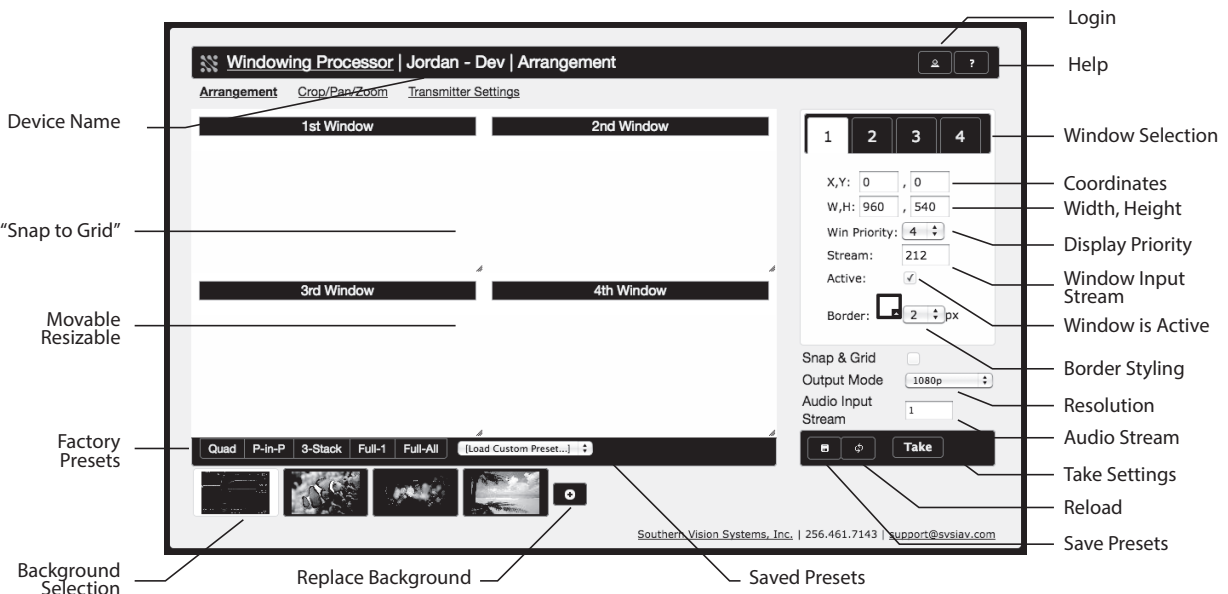 Login
Windowing Processor | Jordan - Dev | Arrangement
?
Help
Arrangement Crop/Pan/Zoom Transmitter Settings
Device Name
1st Window 2nd Window
1 2 3 4
Window Selection
X,Y: 0 , 0
Coordinates
W,H: 960 , 540
Width, Height
"Snap to Grid"
Win Priority: 4
Display Priority
Stream: 212
Window Input
Stream
Active:
3rd Window 4th Window
Movable
Resizable
Border: 2 px
Window is Active
Snap & Grid
Border Styling
Output Mode 1080p
Resolution
Audio Input
Stream
1
Audio Stream
Factory
Presets
Quad P-in-P 3-Stack Full-1 Full-All [Load Custom Preset...]
Take
Take Settings
Reload
Southern Vision Systems, Inc. | 256.461.7143 | support@svsiav.com
Save Presets
Background
Selection
Replace Background
Saved Presets